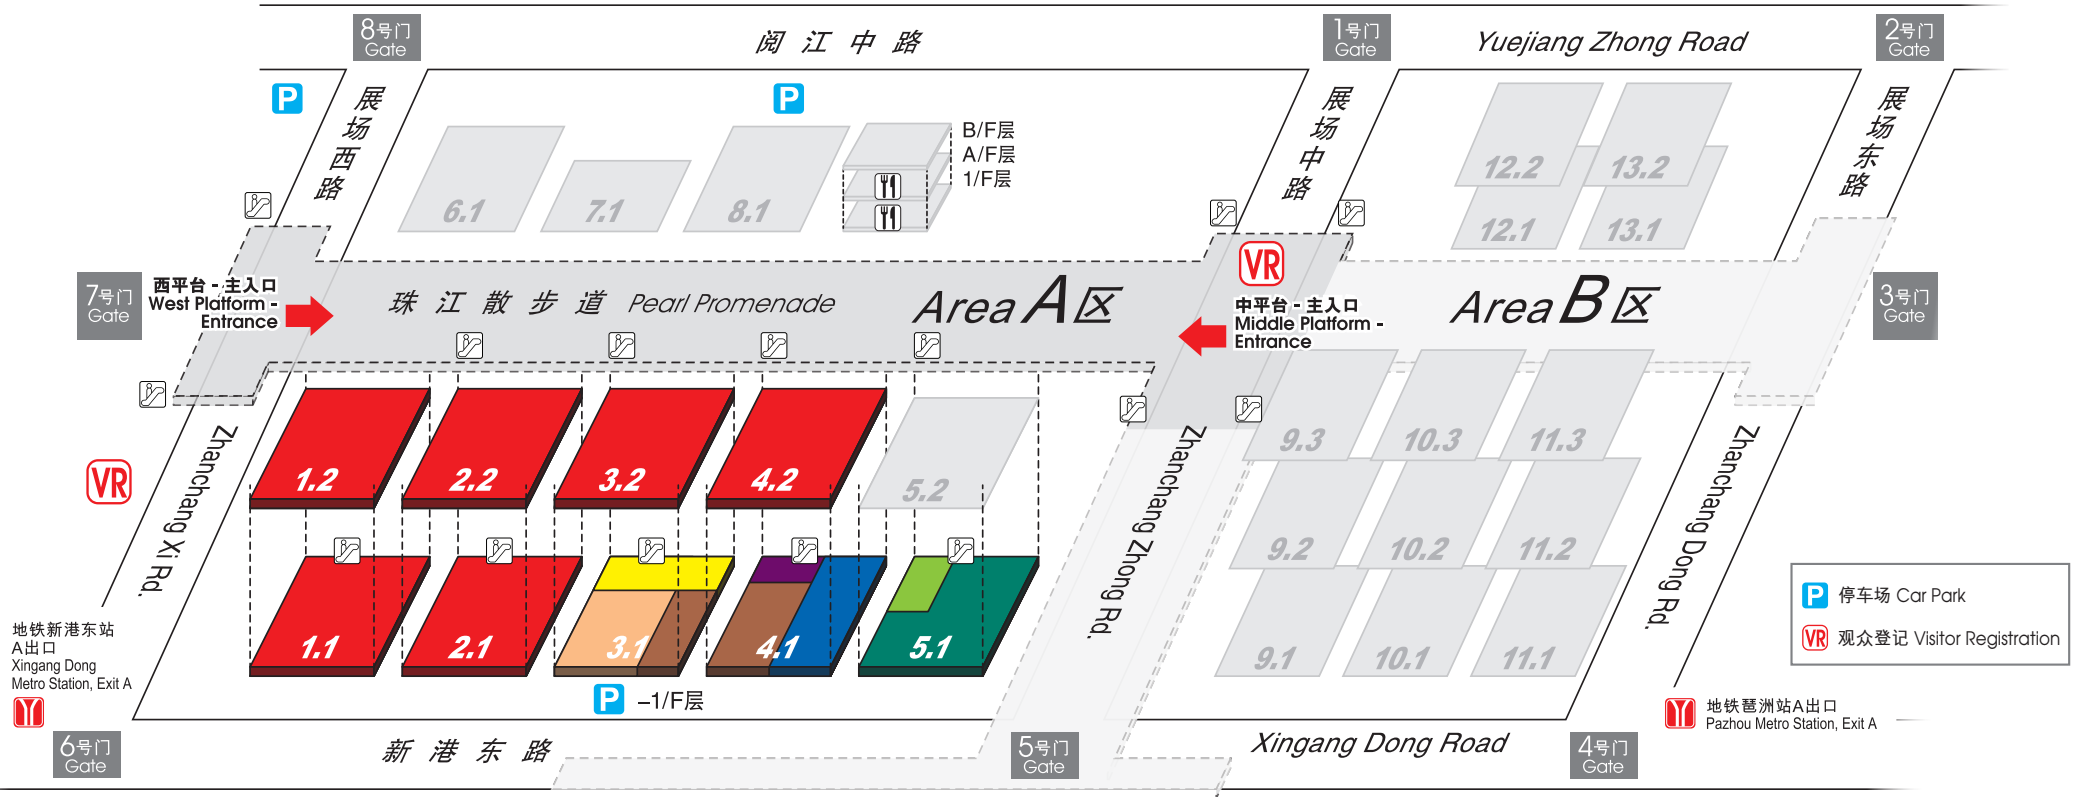 8号门
Gate
阅江中路
1号门
Gate
Yuejiang Zhong Road
2号门
Gate
P
P
展场西路
展场中路
展场东路
B/F层
A/F层
1/F层
6.1
7.1
8.1
12.2
13.2
12.1
13.1
7号门
Gate
西平台 - 主入口
West Platform -
Entrance
珠江散步道 Pearl Promenade
Area A区
VR
中平台 - 主入口
Middle Platform -
Entrance
Area B区
3号门
Gate
1.2
2.2
3.2
4.2
5.2
9.3
10.3
11.3
VR
Zhanchang Xi Rd.
Zhanchang Zhong Rd.
Zhanchang Dong Rd.
9.2
10.2
11.2
1.1
2.1
3.1
4.1
5.1
9.1
10.1
11.1
地铁新港东站
A出口
Xingang Dong
Metro Station, Exit A
P -1/F层
P 停车场 Car Park
VR 观众登记 Visitor Registration
地铁琶洲站A出口
Pazhou Metro Station, Exit A
6号门
Gate
新港东路
5号门
Gate
Xingang Dong Road
4号门
Gate